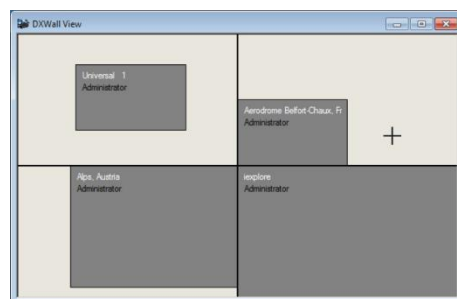 DXWall View
Universal 1
Administrator
Aerodrome Belfort-Chaux, Fr
Administrator
Alps, Austria
Administrator
iexplore
Administrator